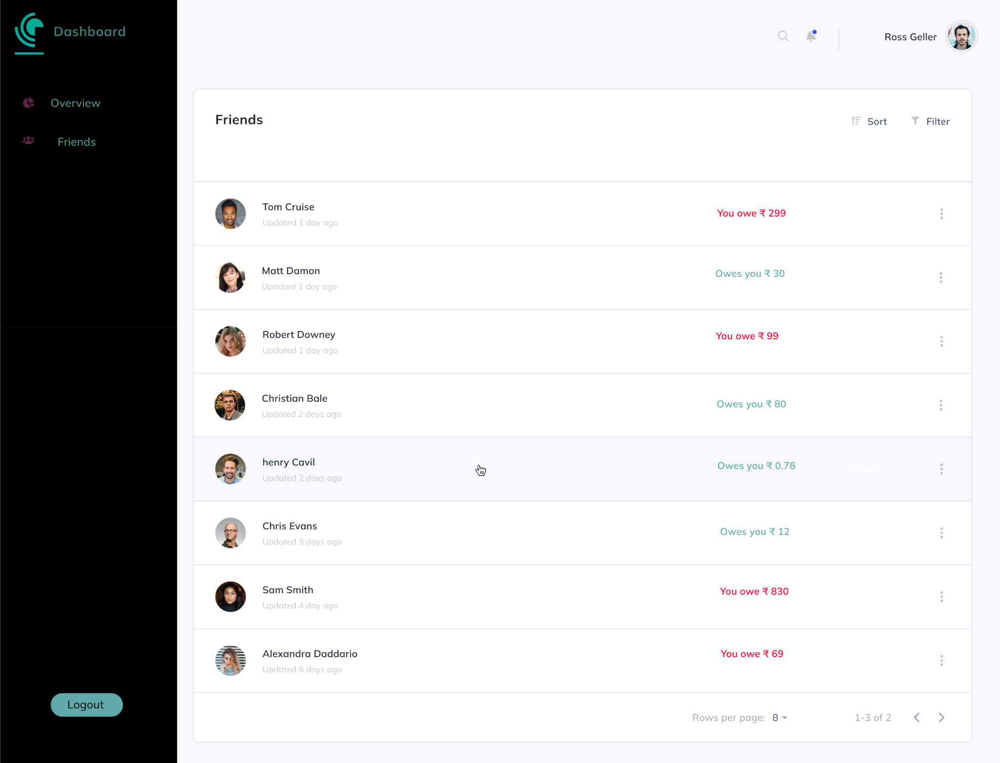 Dashboard
Overview
Friends
Logout
Ross Geller
Friends
Sort
Filter
Tom Cruise
Updated 1 day ago
You owe ₹ 299
Matt Damon
Updated 1 day ago
Owes you ₹ 30
Robert Downey
Updated 1 day ago
You owe ₹ 99
Christian Bale
Updated 2 days ago
Owes you ₹ 80
henry Cavil
Updated 2 days ago
Owes you ₹ 0.78
HIGH
Chris Evans
Updated 3 days ago
Owes you ₹ 12
Sam Smith
Updated 4 day ago
You owe ₹ 830
Alexandra Daddario
Updated 6 days ago
You owe ₹ 69
Rows per page: 8
1-3 of 2